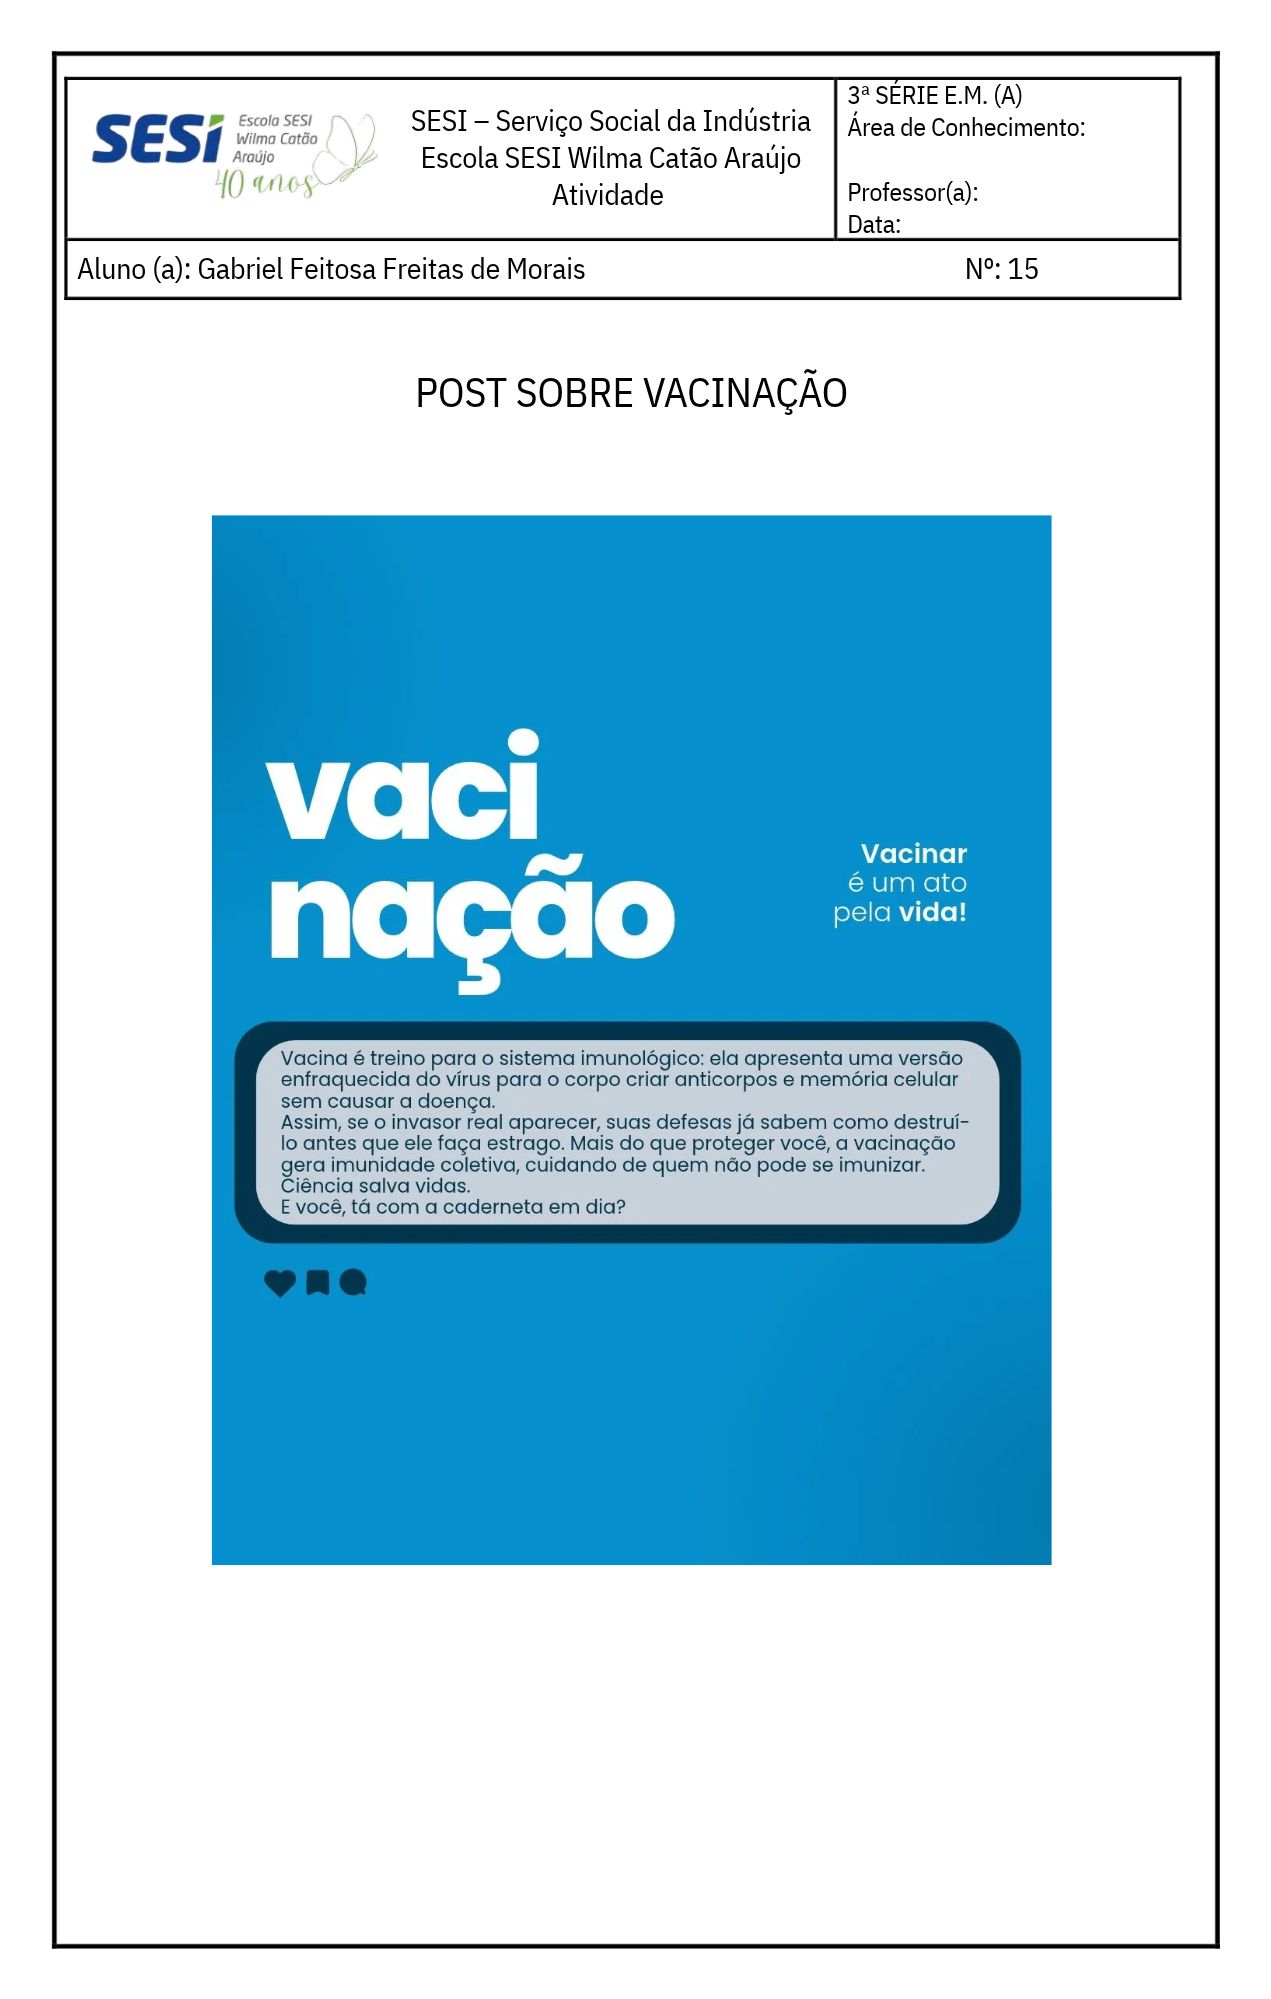 SESI
Escola SESI
Wilma Catão
Araújo
40 anos
SESI – Serviço Social da Indústria
Escola SESI Wilma Catão Araújo
Atividade
3ª SÉRIE E.M. (A)
Área de Conhecimento:
Professor(a):
Data:
Aluno (a): Gabriel Feitosa Freitas de Morais Nº: 15
POST SOBRE VACINAÇÃO
vaci
nação
Vacinar
é um ato
pela vida!
Vacina é treino para o sistema imunológico: ela apresenta uma versão
enfraquecida do vírus para o corpo criar anticorpos e memória celular
sem causar a doença.
Assim, se o invasor real aparecer, suas defesas já sabem como destruí-
lo antes que ele faça estrago. Mais do que proteger você, a vacinação
gera imunidade coletiva, cuidando de quem não pode se imunizar.
Ciência salva vidas.
E você, tá com a caderneta em dia?